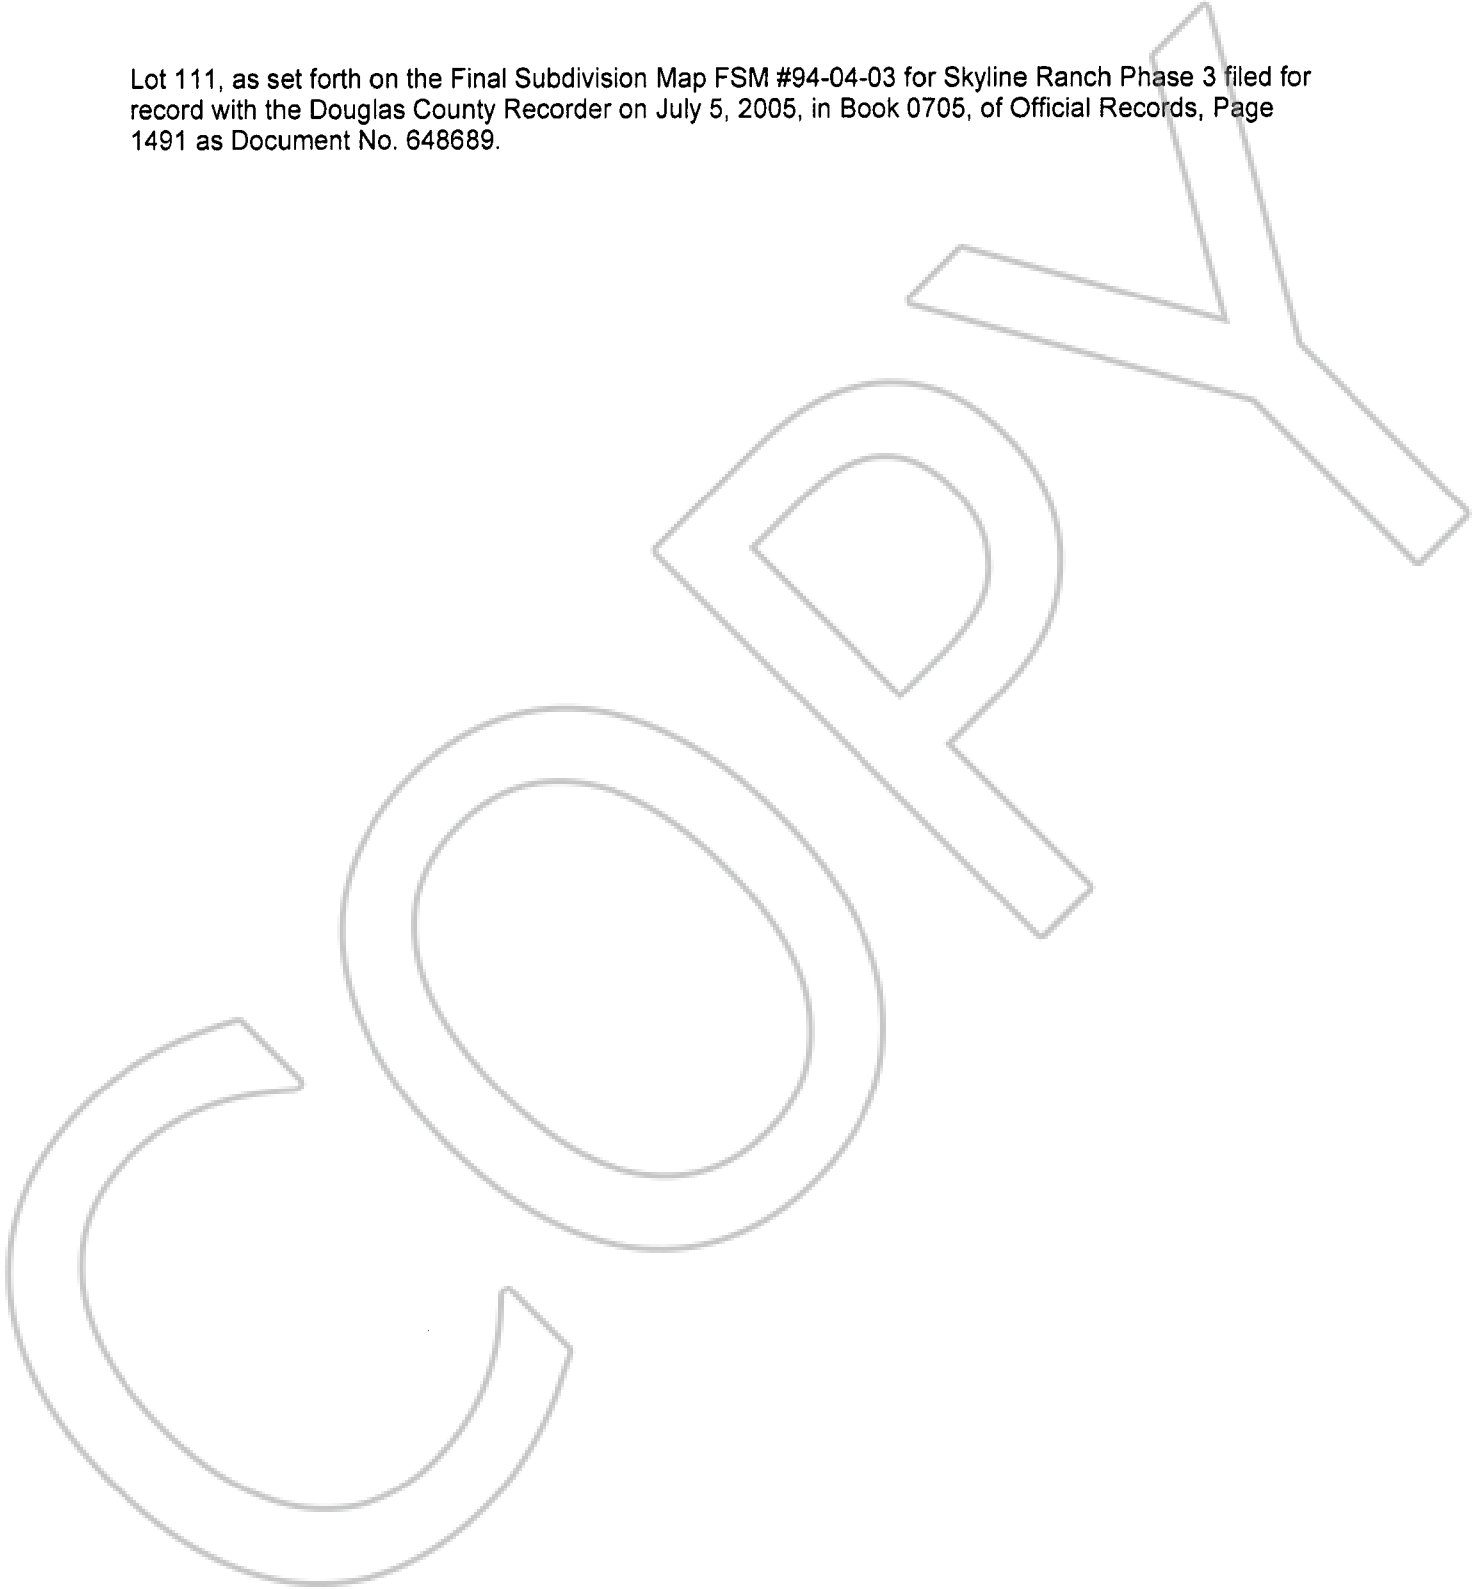 Lot 111, as set forth on the Final Subdivision Map FSM #94-04-03 for Skyline Ranch Phase 3 filed for
record with the Douglas County Recorder on July 5, 2005, in Book 0705, of Official Records, Page
1491 as Document No. 648689.
COPY